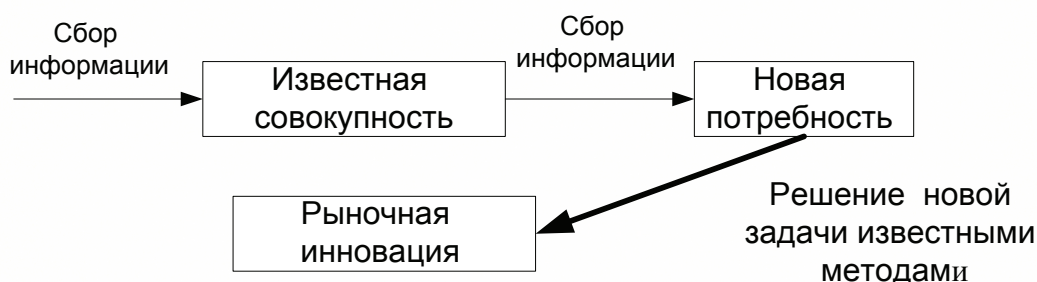 Сбор
информации
Известная
совокупность
Сбор
информации
Новая
потребность
Рыночная
инновация
Решение новой
задачи известными
методами